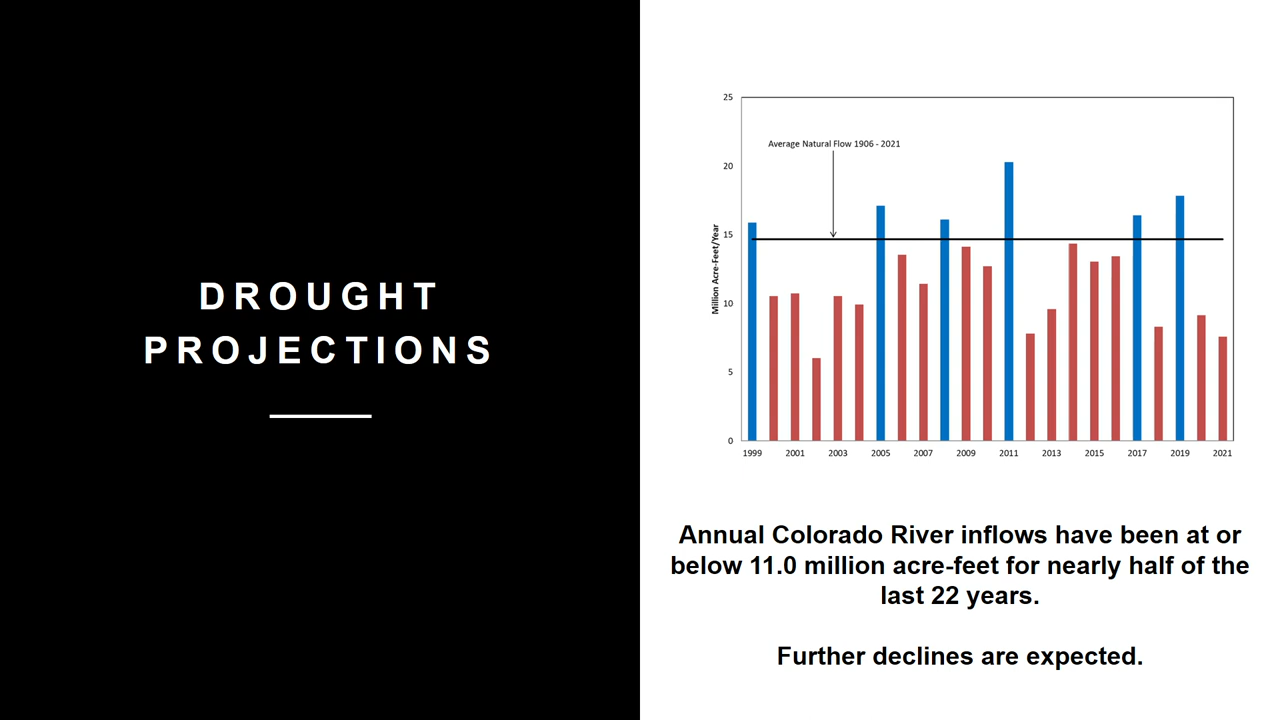 DROUGHT
PROJECTIONS
25
20
15
10
5
0
Million Acre-Feet/Year
Average Natural Flow 1906 - 2021
1999 2001 2003 2005 2007 2009 2011 2013 2015 2017 2019 2021
Annual Colorado River inflows have been at or
below 11.0 million acre-feet for nearly half of the
last 22 years.
Further declines are expected.